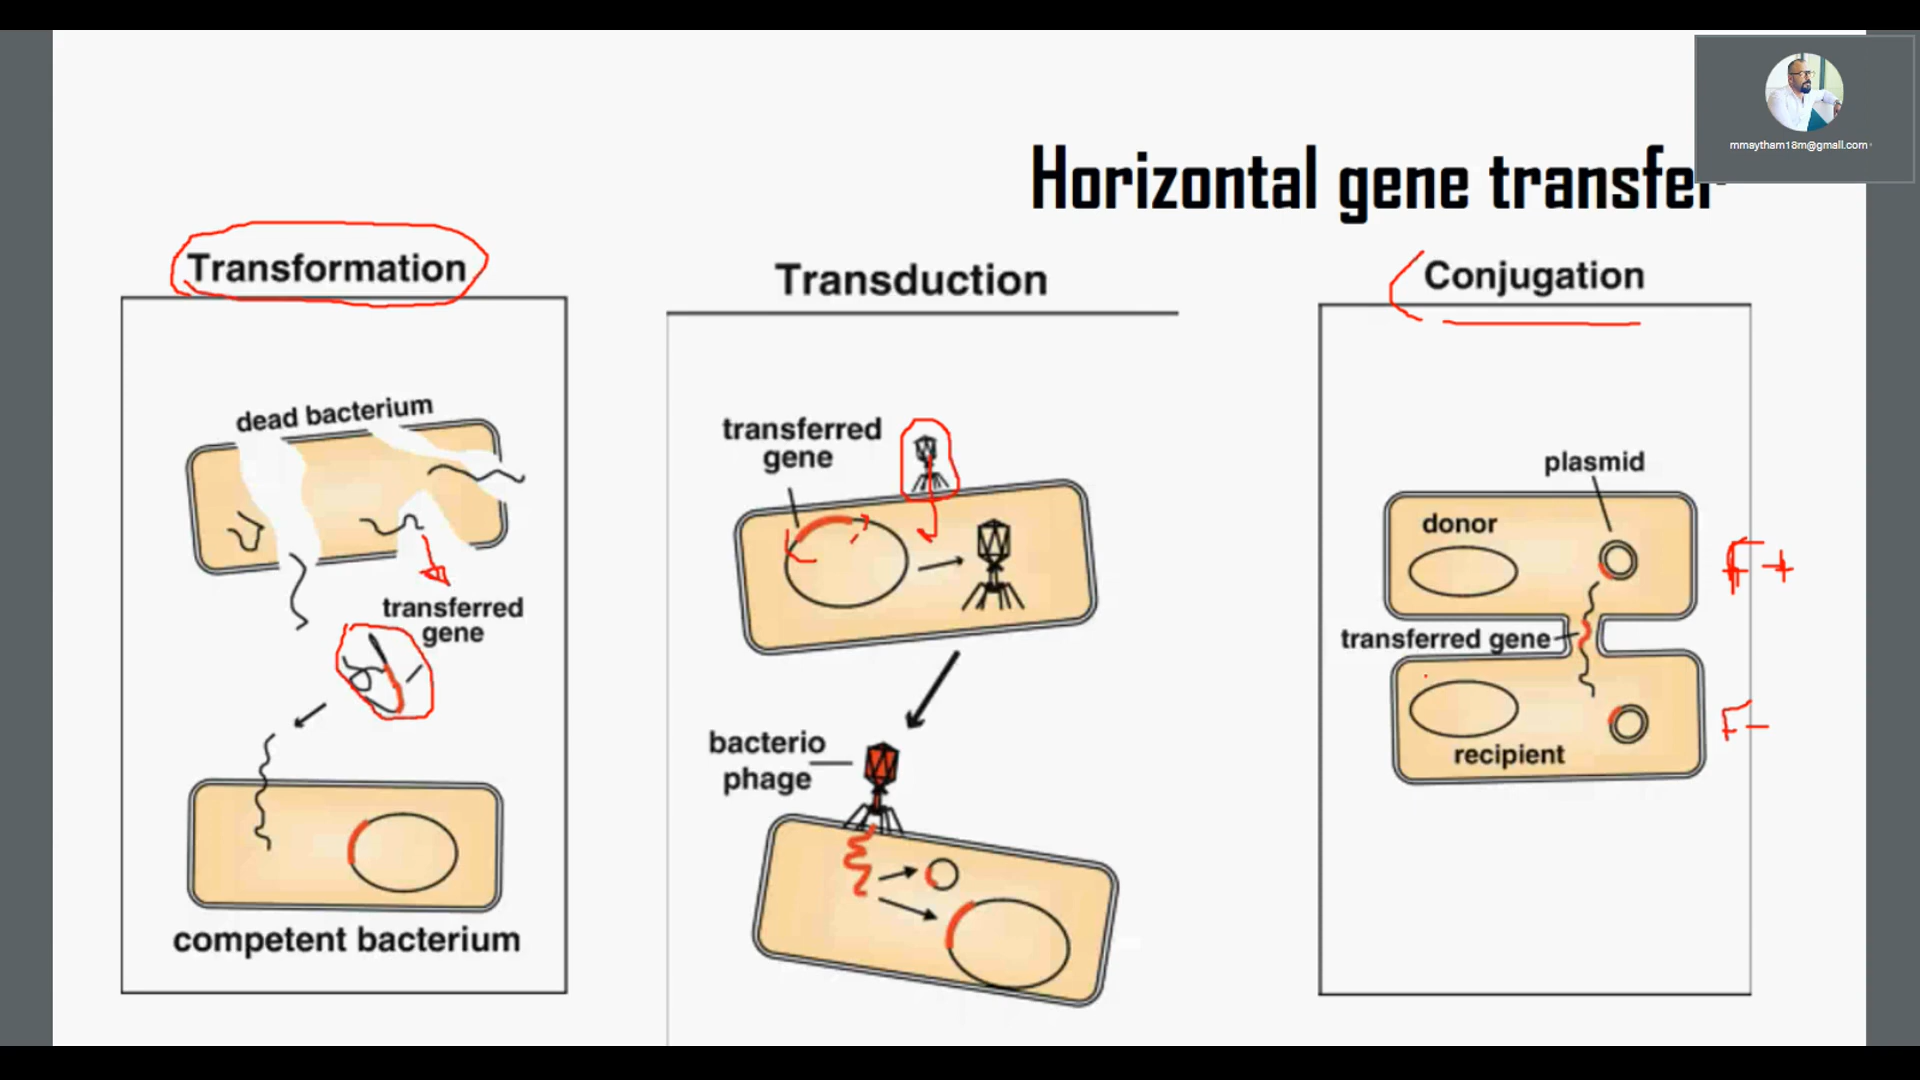 mmaytham18m@gmail.com
Horizontal gene transfer
Transformation
dead bacterium
transferred
gene
competent bacterium
Transduction
transferred
gene
bacterio
phage
Conjugation
plasmid
donor
F+
transferred gene
recipient
F-